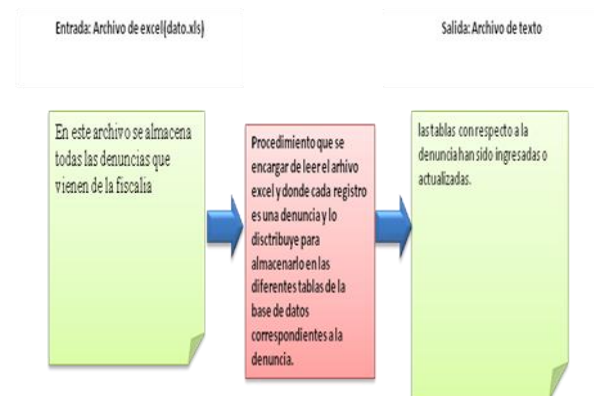 Entrada: Archivo de excel(dato.xls)
Salida: Archivo de texto
En este archivo se almacena
todas las denuncias que
vienen de la fiscalia
Procedimiento que se
encargar de leer el arhivo
excel y donde cada registro
es una denuncia y lo
disctribuye para
almacenarlo en las
diferentes tablas de la
base de datos
correspondientes a la
denuncia.
las tablas con respecto a la
denuncia han sido ingresadas o
actualizadas.